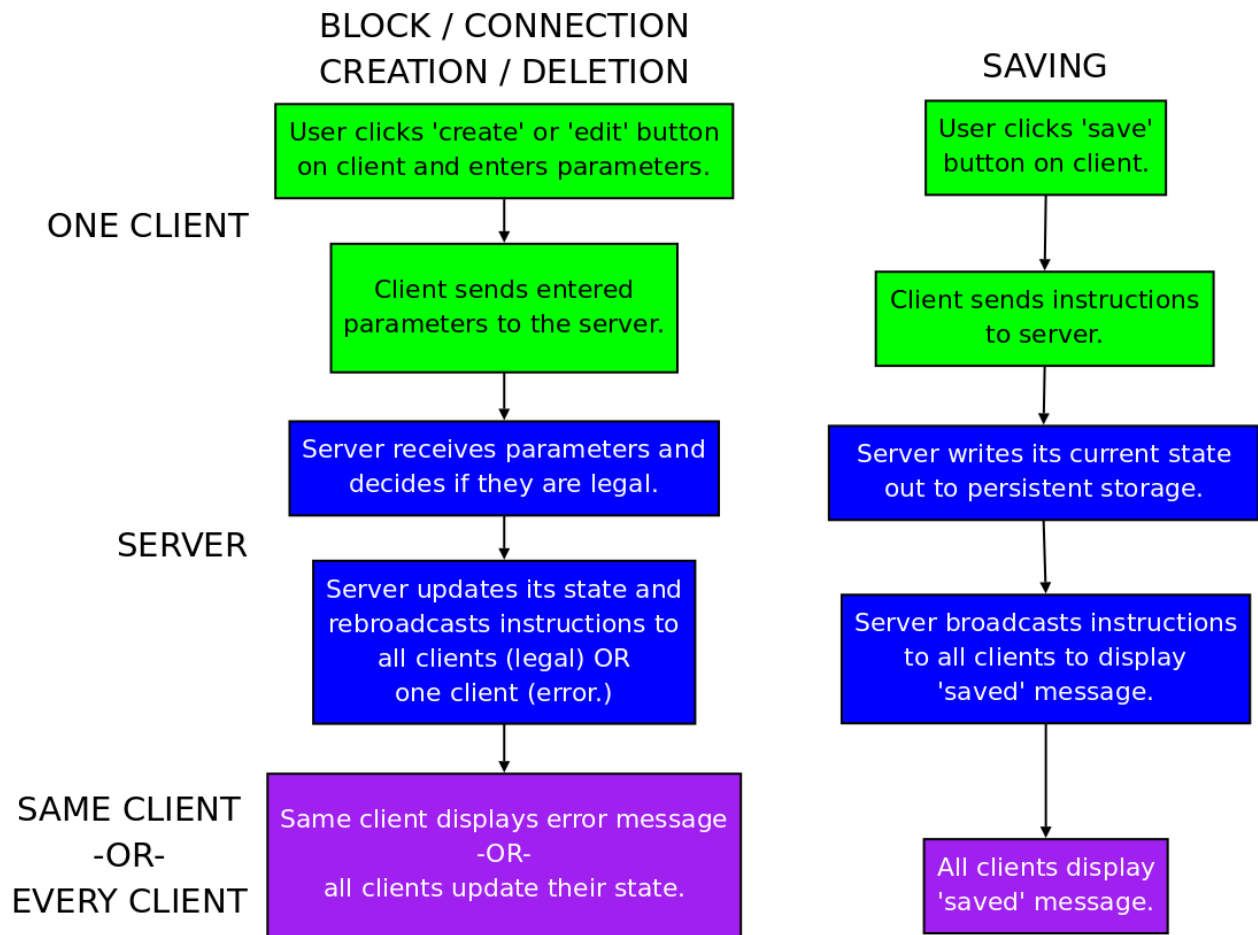 BLOCK / CONNECTION
CREATION / DELETION
User clicks 'create' or 'edit' button
on client and enters parameters.
ONE CLIENT
Client sends entered
parameters to the server.
Server receives parameters and
decides if they are legal.
SERVER
Server updates its state and
rebroadcasts instructions to
all clients (legal) OR
one client (error.)
SAME CLIENT
-OR-
EVERY CLIENT
Same client displays error message
-OR-
all clients update their state.
SAVING
User clicks 'save'
button on client.
Client sends instructions
to server.
Server writes its current state
out to persistent storage.
Server broadcasts instructions
to all clients to display
'saved' message.
All clients display
'saved' message.